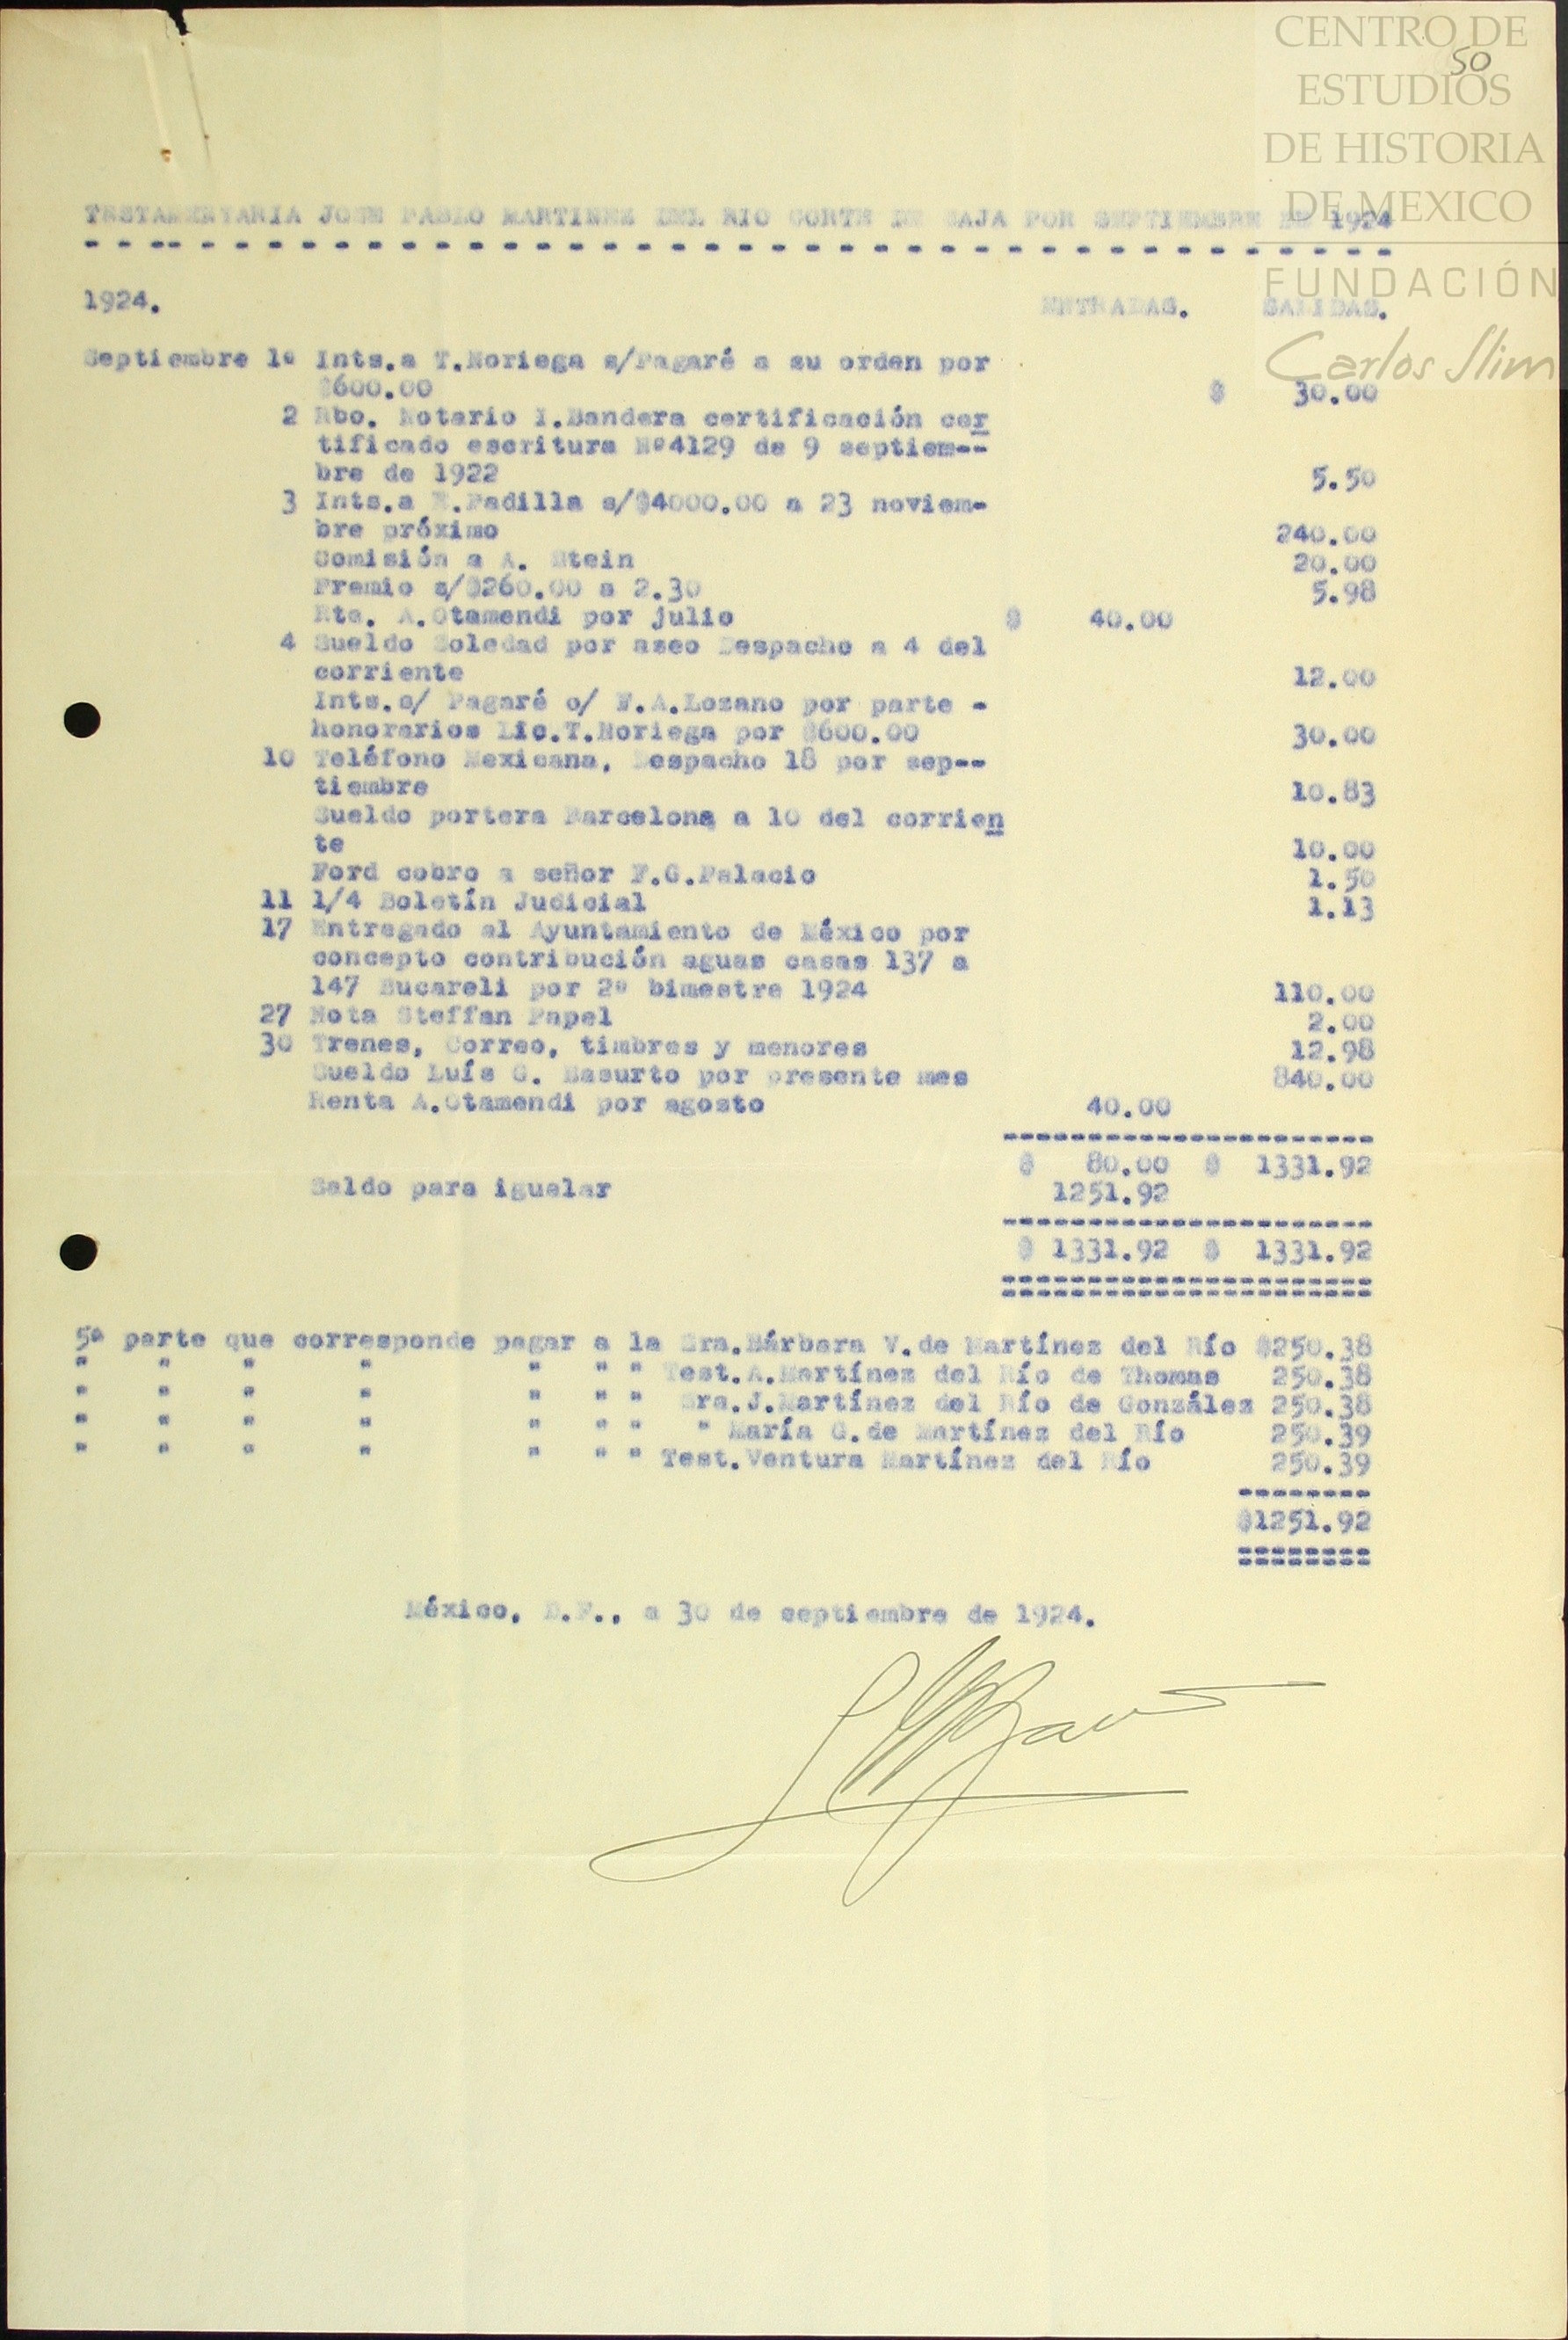 CENTRO DE
50
ESTUDIOS
DE HISTORIA
DE MEXICO
FUNDACIÓN
Carlos Slim
TESTAMENTARIA JOSE PABLO MARTINEZ DEL RIO CORTE DE CAJA POR SEPTIEMBRE DE 1924
1924. ENTRADAS. SALIDAS.
Septiembre 1º Ints.a T.Noriega s/Pagaré a su orden por
$600.00 $ 30.00
2 Rbo. Notario I.Bandera certificación cer
tificado escritura Nº4129 de 9 septiem--
bre de 1922 5.50
3 Ints.a E.Padilla s/$4000.00 a 23 noviem-
bre próximo 240.00
Comisión a A. Stein 20.00
Premio s/$260.00 a 2.30 5.98
Rta. A.Otamendi por julio $ 40.00
4 Sueldo Soledad por aseo Despacho a 4 del
corriente 12.00
Ints.s/ Pagaré o/ F.A.Lozano por parte -
honorarios Lic.T.Noriega por $600.00 30.00
10 Teléfono Mexicana, Despacho 18 por sep--
tiembre 10.83
Sueldo portera Barcelona a 10 del corrien
te 10.00
Ford cobro a señor F.G.Palacio 1.50
11 1/4 Boletín Judicial 1.13
17 Entregado al Ayuntamiento de México por
concepto contribución aguas casas 137 a
147 Bucareli por 2º bimestre 1924 110.00
27 Nota Steffan Papel 2.00
30 Trenes, Correo, timbres y menores 12.98
Sueldo Luís G. Basurto por presente mes 840.00
Renta A.Otamendi por agosto 40.00
$ 80.00 $ 1331.92
Saldo para igualar 1251.92
$ 1331.92 $ 1331.92
5ª parte que corresponde pagar a la Sra.Bárbara V.de Martínez del Río $250.38
" " " " " " " Test.A.Martínez del Río de Thomas 250.38
" " " " " " " Sra.J.Martínez del Río de González 250.38
" " " " " " " " María G.de Martínez del Río 250.39
" " " " " " " Test.Ventura Martínez del Río 250.39
$1251.92
México, D.F., a 30 de septiembre de 1924.